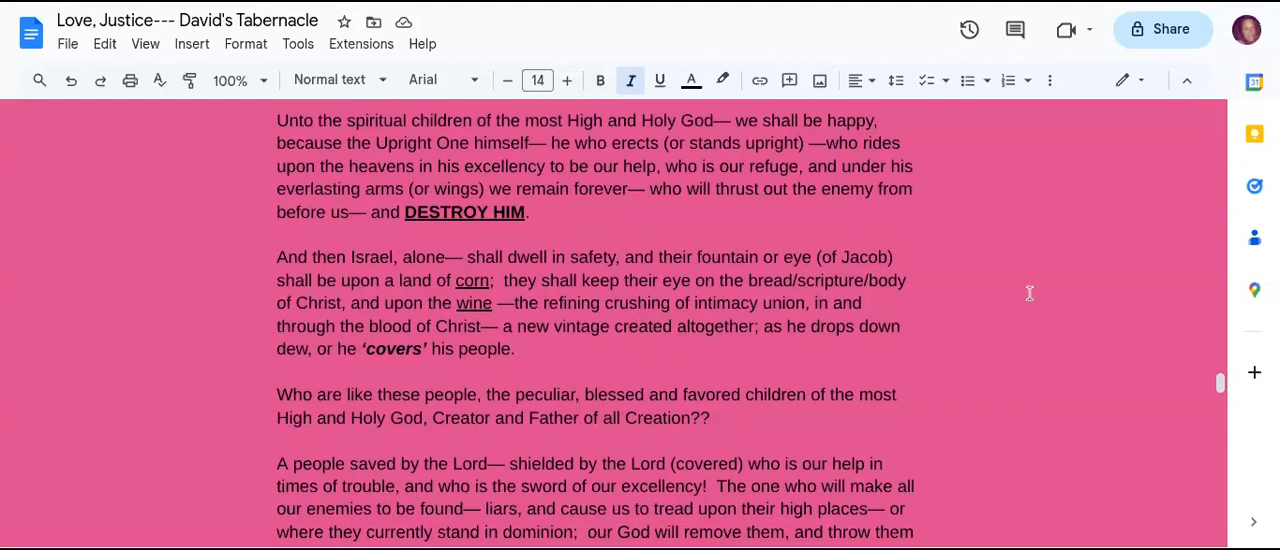 Love, Justice--- David's Tabernacle
File Edit View Insert Format Tools Extensions Help
Share
100% Normal text Arial 14 B I U A
31
Unto the spiritual children of the most High and Holy God— we shall be happy,
because the Upright One himself— he who erects (or stands upright) —who rides
upon the heavens in his excellency to be our help, who is our refuge, and under his
everlasting arms (or wings) we remain forever— who will thrust out the enemy from
before us— and DESTROY HIM.
And then Israel, alone— shall dwell in safety, and their fountain or eye (of Jacob)
shall be upon a land of corn;  they shall keep their eye on the bread/scripture/body
of Christ, and upon the wine —the refining crushing of intimacy union, in and
through the blood of Christ— a new vintage created altogether; as he drops down
dew, or he ‘covers’ his people.
Who are like these people, the peculiar, blessed and favored children of the most
High and Holy God, Creator and Father of all Creation??
A people saved by the Lord— shielded by the Lord (covered) who is our help in
times of trouble, and who is the sword of our excellency!  The one who will make all
our enemies to be found— liars, and cause us to tread upon their high places— or
where they currently stand in dominion;  our God will remove them, and throw them